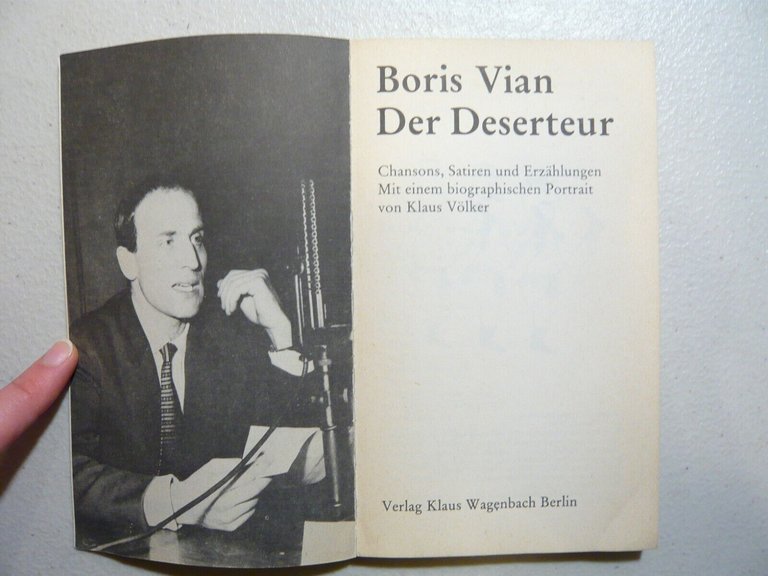 Boris Vian
Der Deserteur
Chansons, Satiren und Erzählungen
Mit einem biographischen Portrait
von Klaus Völker
Verlag Klaus Wagenbach Berlin